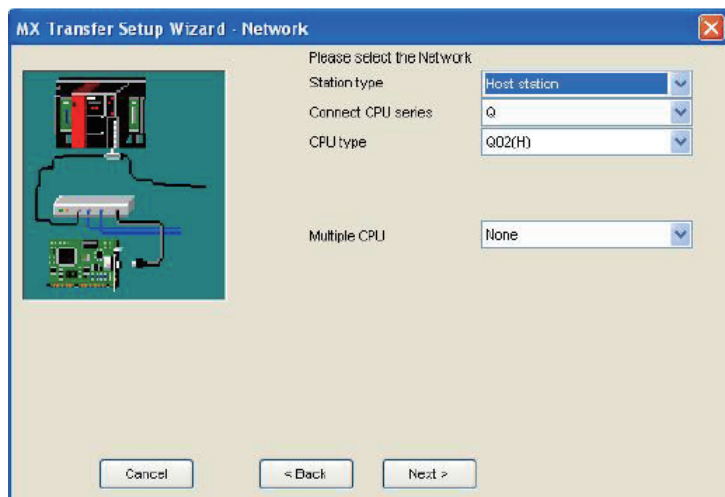 MX Transfer Setup Wizard - Network
Please select the Network
Station type Host station
Connect CPU series Q
CPU type Q02(H)
Multiple CPU None
Cancel < Back Next >